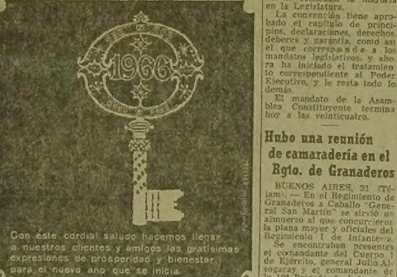 1966
Con este cordial saludo hacemos llegar
a nuestros clientes y amigos las gratísimas
expresiones de prosperidad y bienestar
para el nuevo año que se inicia.
en la Legislatura.
La convención tiene apro-
bado el capítulo de princi-
pios, declaraciones, derechos
deberes y garantía, como así
el que corresponde a los
mandatos legislativos, y aho-
ra ha iniciado el tratamien
to correspondiente al Poder
Ejecutivo, y le resta todo lo
demás.
El mandato de la Asam-
blea Constituyente termina
hoy a las veinticuatro.
Hubo una reunión
de camaradería en el
Rgto. de Granaderos
BUENOS AIRES, 31 (Té-
lam). — En el Regimiento de
Granaderos a Caballo "Gene-
ral San Martín" se sirvió un
almuerzo al que concurrieron
la plana mayor y oficiales del
Regimiento I de Infantería.
Se encontraban presentes
el comandante del Cuerpo I
de Ejército, general Julio Al-
sogaray y el comandante de